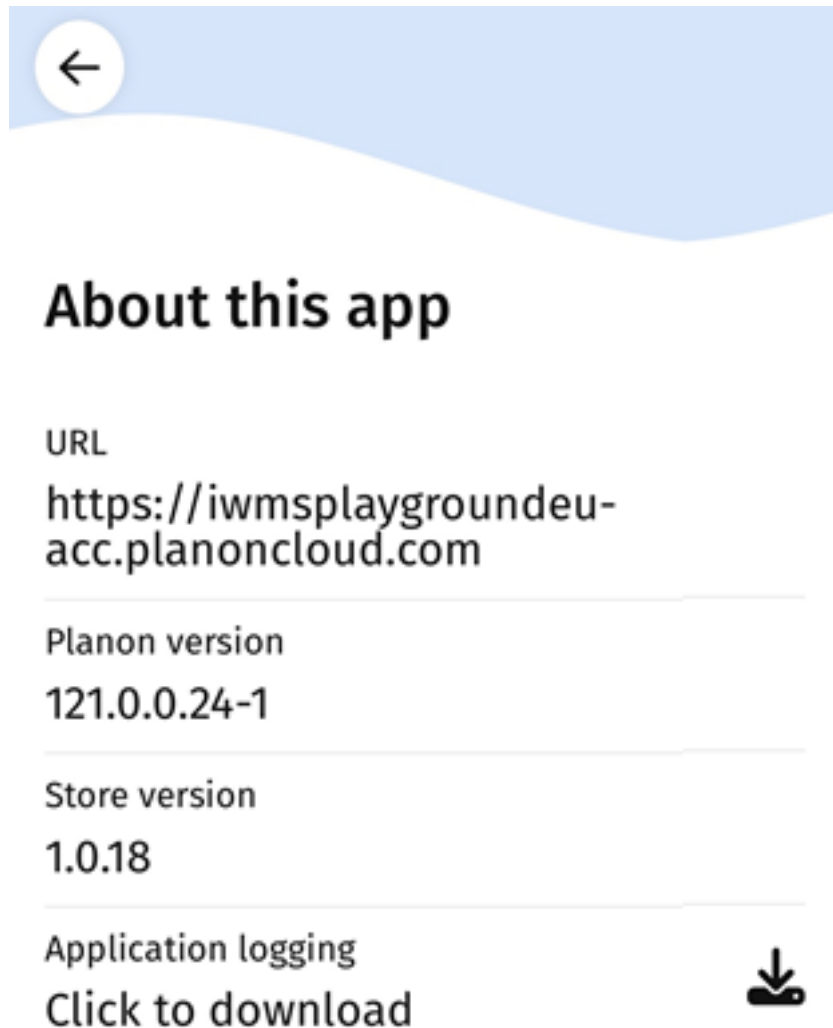 About this app
URL
https://iwmsplaygroundeu-
acc.planoncloud.com
Planon version
121.0.0.24-1
Store version
1.0.18
Application logging
Click to download